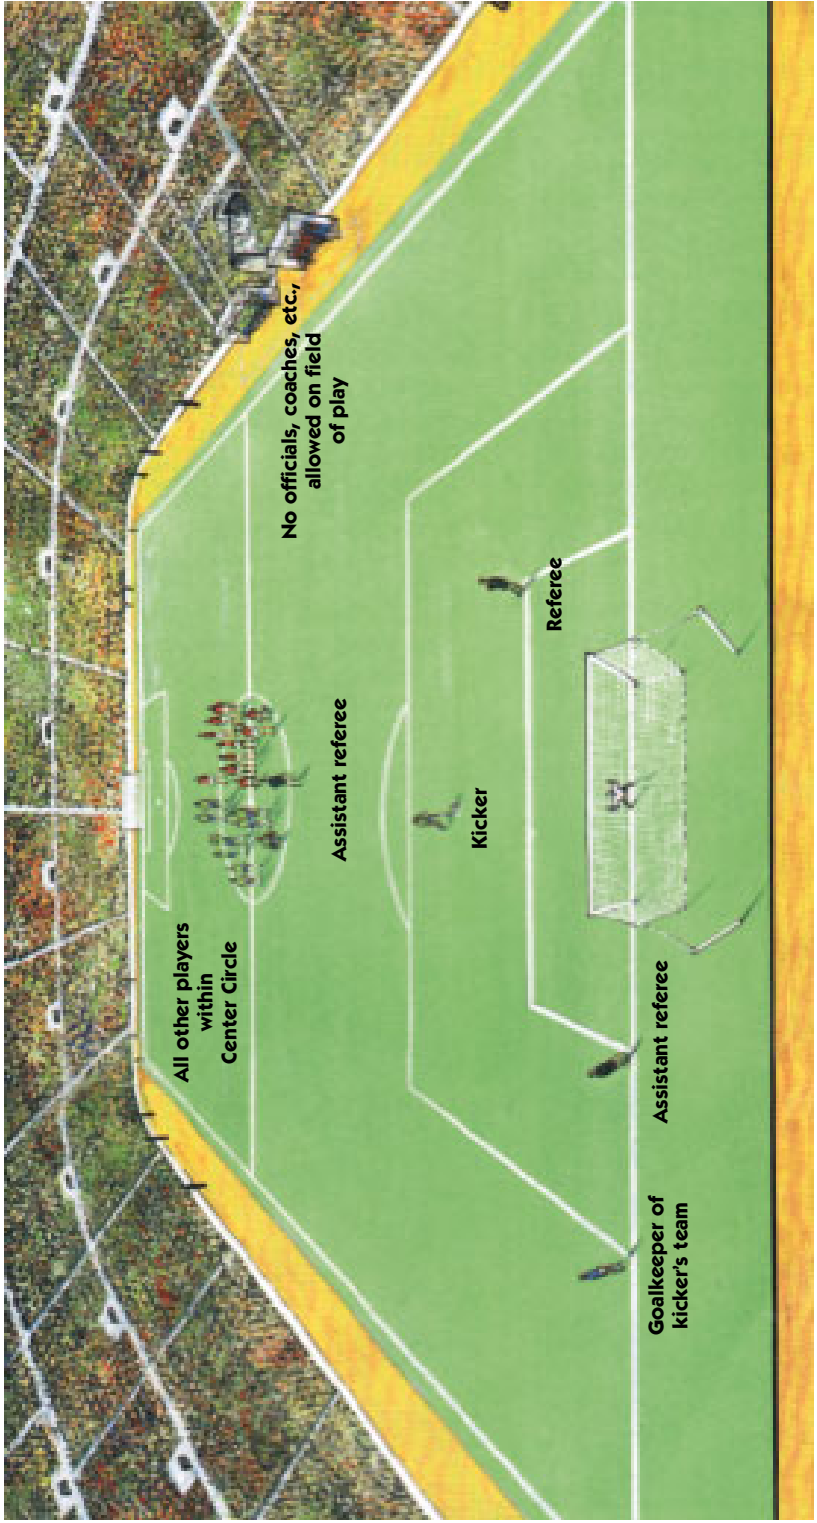 All other players
within
Center Circle
No officials, coaches, etc.,
allowed on field
of play
Assistant referee
Kicker
Referee
Goalkeeper of
kicker's team
Assistant referee